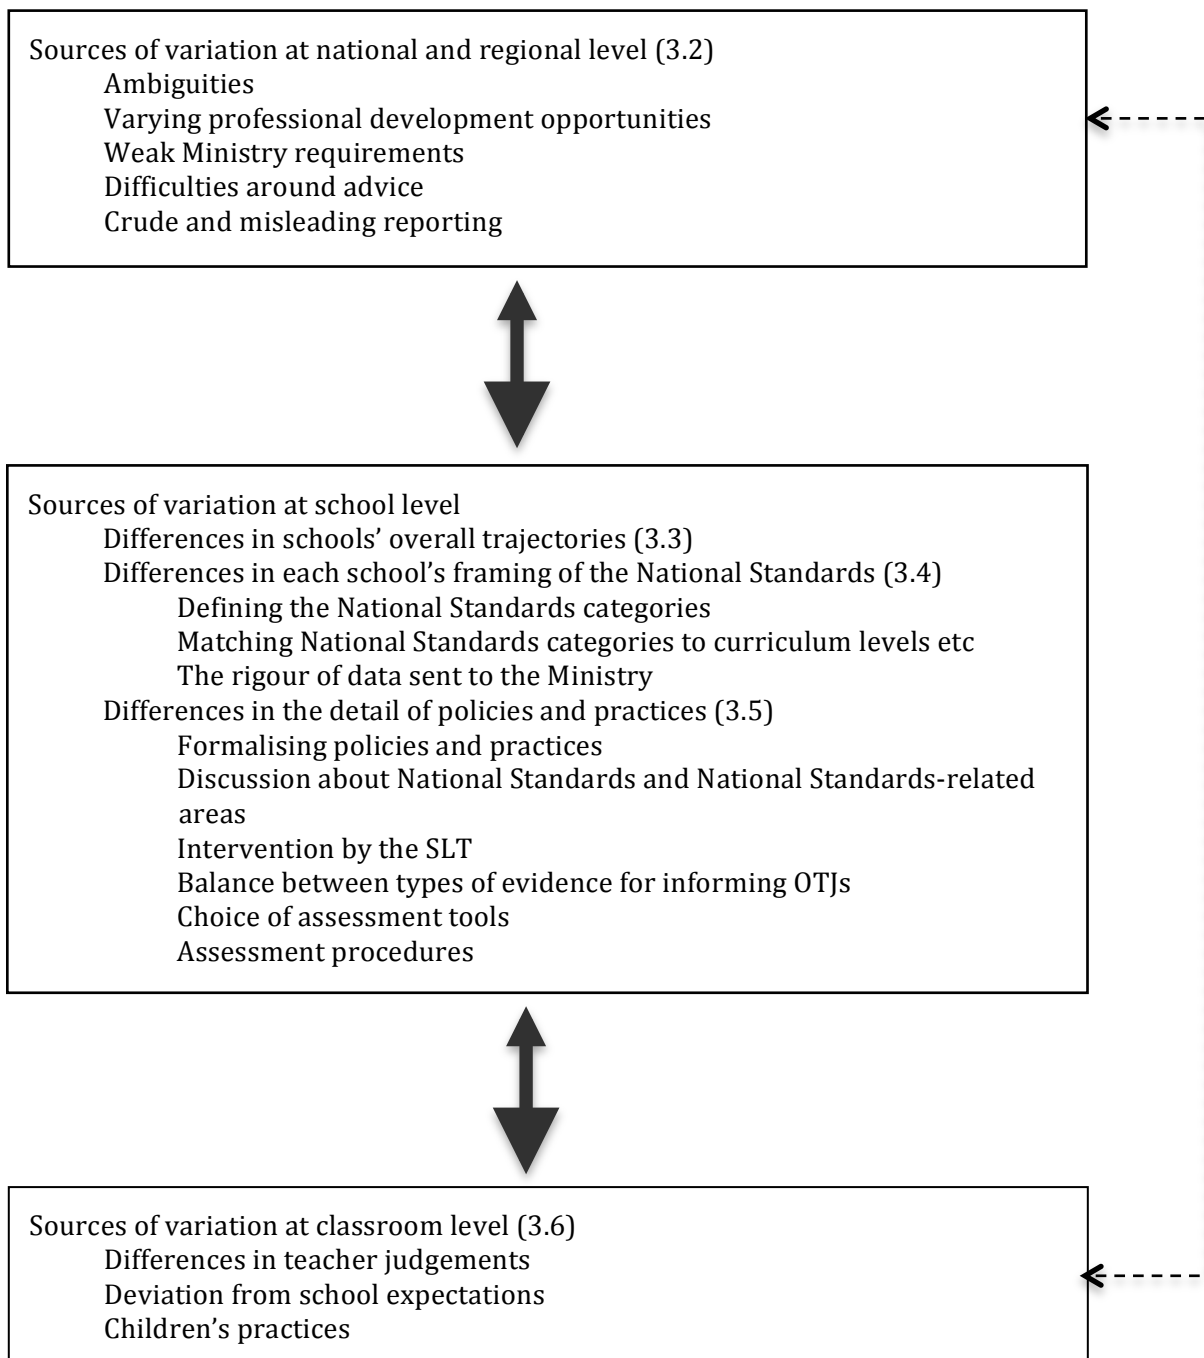 Sources of variation at national and regional level (3.2)
Ambiguities
Varying professional development opportunities
Weak Ministry requirements
Difficulties around advice
Crude and misleading reporting
Sources of variation at school level
Differences in schools’ overall trajectories (3.3)
Differences in each school’s framing of the National Standards (3.4)
Defining the National Standards categories
Matching National Standards categories to curriculum levels etc
The rigour of data sent to the Ministry
Differences in the detail of policies and practices (3.5)
Formalising policies and practices
Discussion about National Standards and National Standards-related
areas
Intervention by the SLT
Balance between types of evidence for informing OTJs
Choice of assessment tools
Assessment procedures
Sources of variation at classroom level (3.6)
Differences in teacher judgements
Deviation from school expectations
Children’s practices